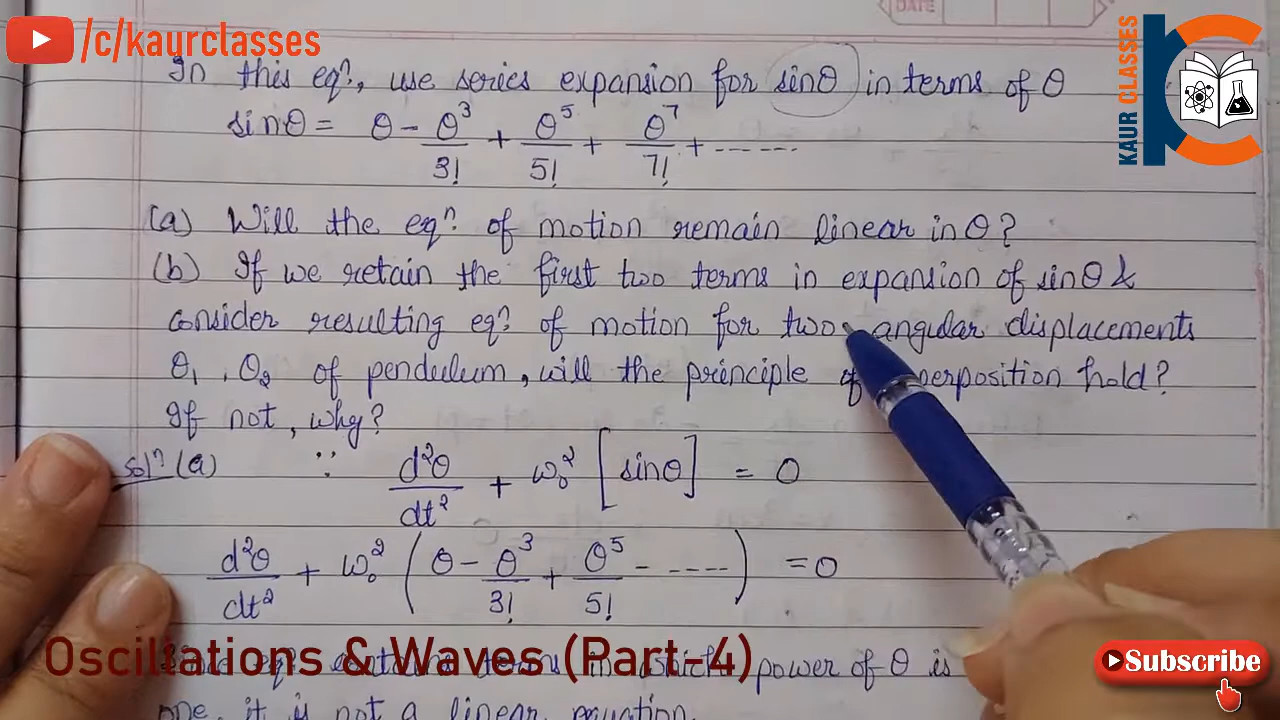 /c/kaurclasses
DATE
KAUR CLASSES
In this eqn, use series expansion for sinθ in terms of θ
sinθ = θ - θ³/3! + θ⁵/5! + θ⁷/7! + -------
(a) Will the eqn of motion remain linear in θ?
(b) If we retain the first two terms in expansion of sinθ &
consider resulting eqn of motion for two angular displacements
θ₁, θ₂ of pendulum, will the principle of perposition hold?
If not, why?
Soln (a) ∵ d²θ/dt² + ω₀² [sinθ] = 0
d²θ/dt² + ω₀² (θ - θ³/3! + θ⁵/5! - -----) = 0
Oscillations & Waves (Part-4)
power of θ is
one, it is not a linear equation.
Subscribe